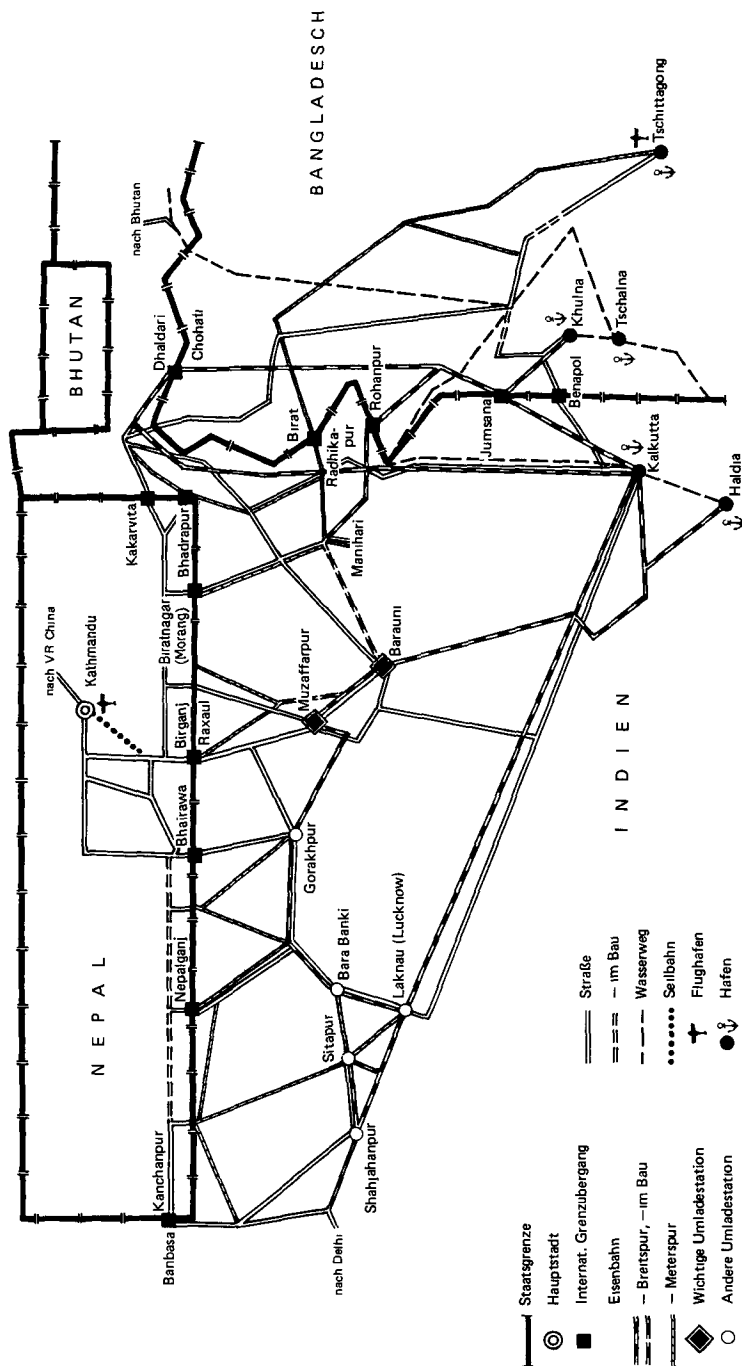 BHUTAN
BANGLADESCH
NEPAL
INDIEN
nach Bhutan
nach VR China
Kathmandu
Dhaldari
Chohati
Kakarvita
Bhadrapur
Biratnagar
(Morang)
Birganj
Raxaul
Bhairawa
Nepalganj
Kanchanpur
Banbasa
Birat
Radhika-
pur
Rohanpur
Manihari
Muzaffarpur
Barauni
Gorakhpur
Bara Banki
Sitapur
Laknau (Lucknow)
Shahjahanpur
nach Delhi
Jumsana
Benapol
Khulna
Tschalna
Tschittagong
Kalkutta
Haldia
Staatsgrenze
Hauptstadt
Internat. Grenzubergang
Eisenbahn
– Breitspur, – im Bau
– Meterspur
Wichtige Umladestation
Andere Umladestation
Straße
– im Bau
Wasserweg
Seilbahn
Flughafen
Hafen